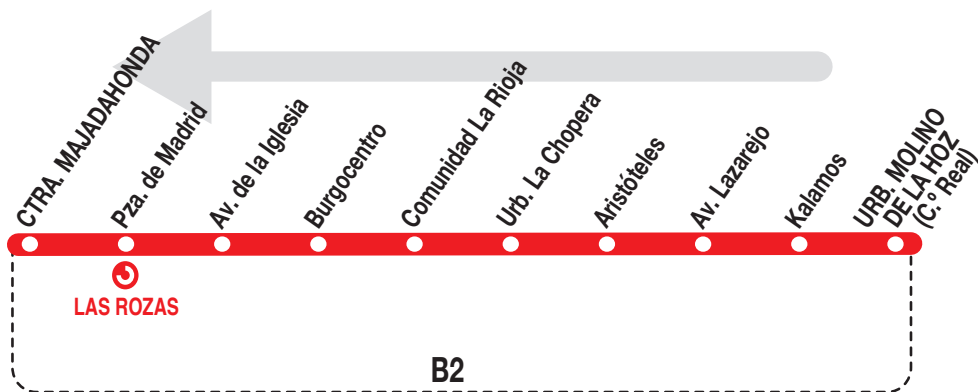 CTRA. MAJADAHONDA
Pza. de Madrid
Av. de la Iglesia
Burgocentro
Comunidad La Rioja
Urb. La Chopera
Aristóteles
Av. Lazarejo
Kalamos
URB. MOLINO
DE LA HOZ
(C.º Real)
LAS ROZAS
B2